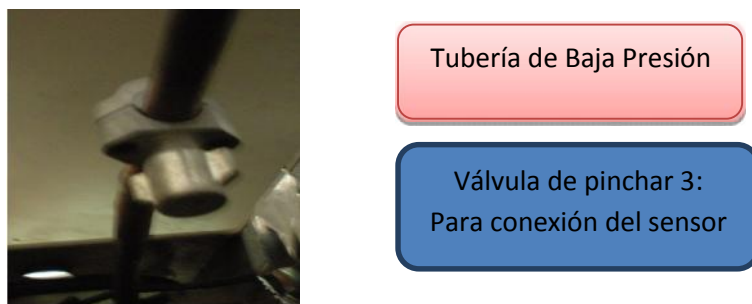 Tubería de Baja Presión
Válvula de pinchar 3:
Para conexión del sensor